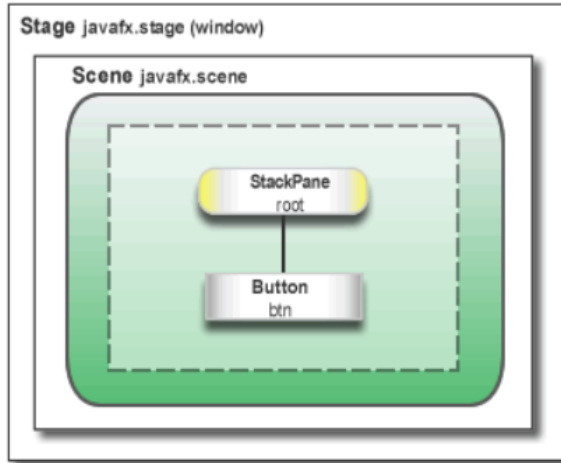 Stage javafx.stage (window)
Scene javafx.scene
StackPane
root
Button
btn